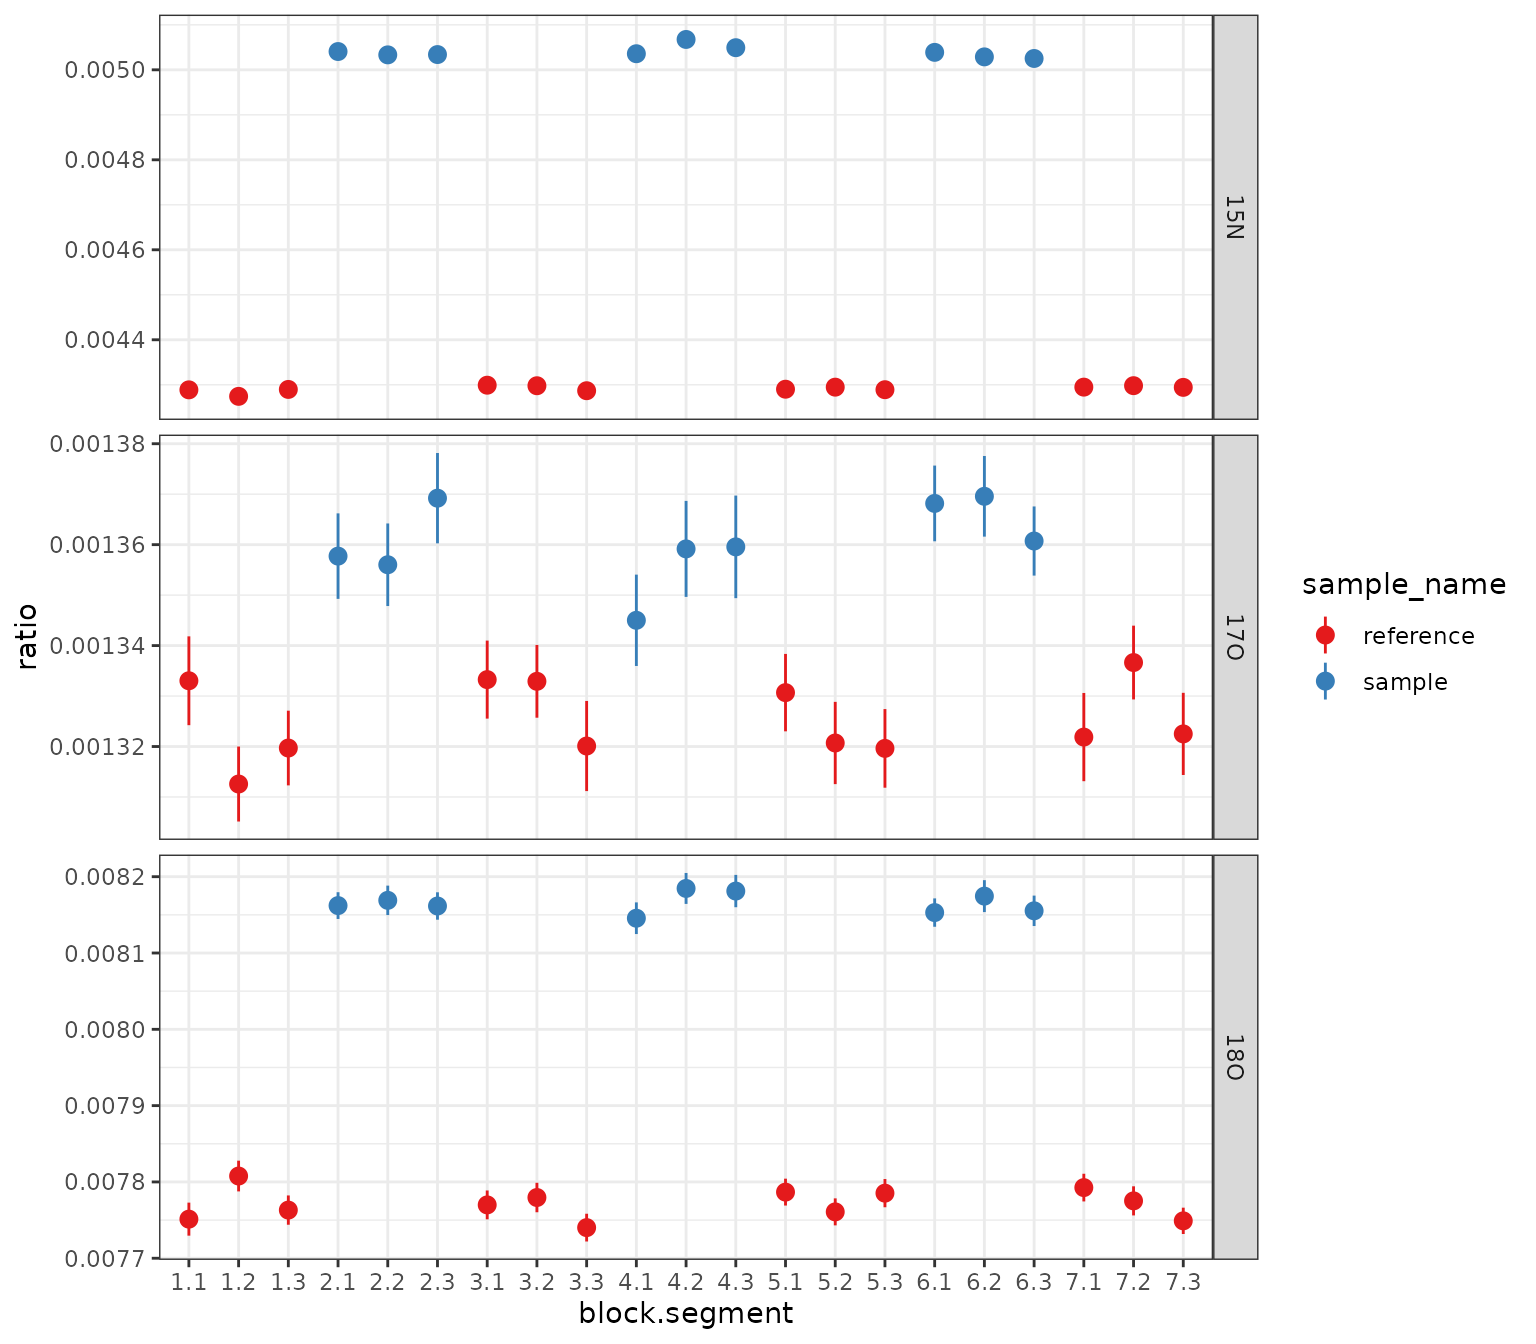 0.0050
0.0048
0.0046
0.0044
15N
0.00138
0.00136
0.00134
0.00132
17O
0.0082
0.0081
0.0080
0.0079
0.0078
0.0077
18O
ratio
1.1 1.2 1.3 2.1 2.2 2.3 3.1 3.2 3.3 4.1 4.2 4.3 5.1 5.2 5.3 6.1 6.2 6.3 7.1 7.2 7.3
block.segment
sample_name
reference
sample